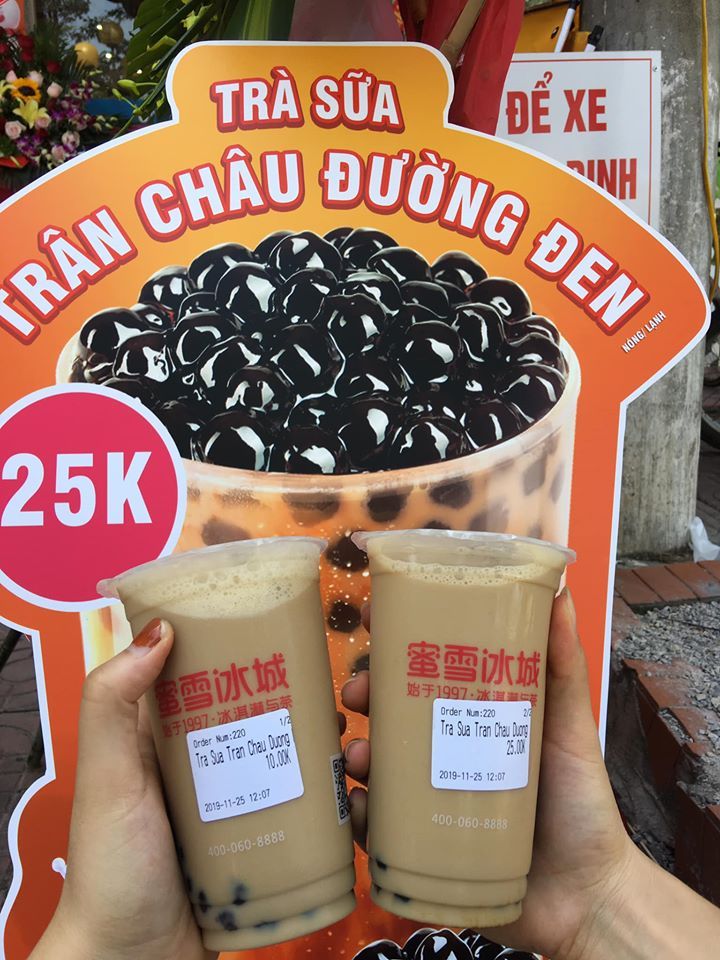 TRÀ SỮA
TRÂN CHÂU ĐƯỜNG ĐEN
NÓNG/ LẠNH
ĐỂ XE
25K
蜜雪冰城
始于1997·冰淇淋与茶
Order Num:220 1/2
Tra Sua Tran Chau Duong
10.00K
2019-11-25 12:07
400-060-8888
蜜雪冰城
始于1997·冰淇淋与茶
Order Num:220 2/2
Tra Sua Tran Chau Duong
25.00K
2019-11-25 12:07
400-060-8888